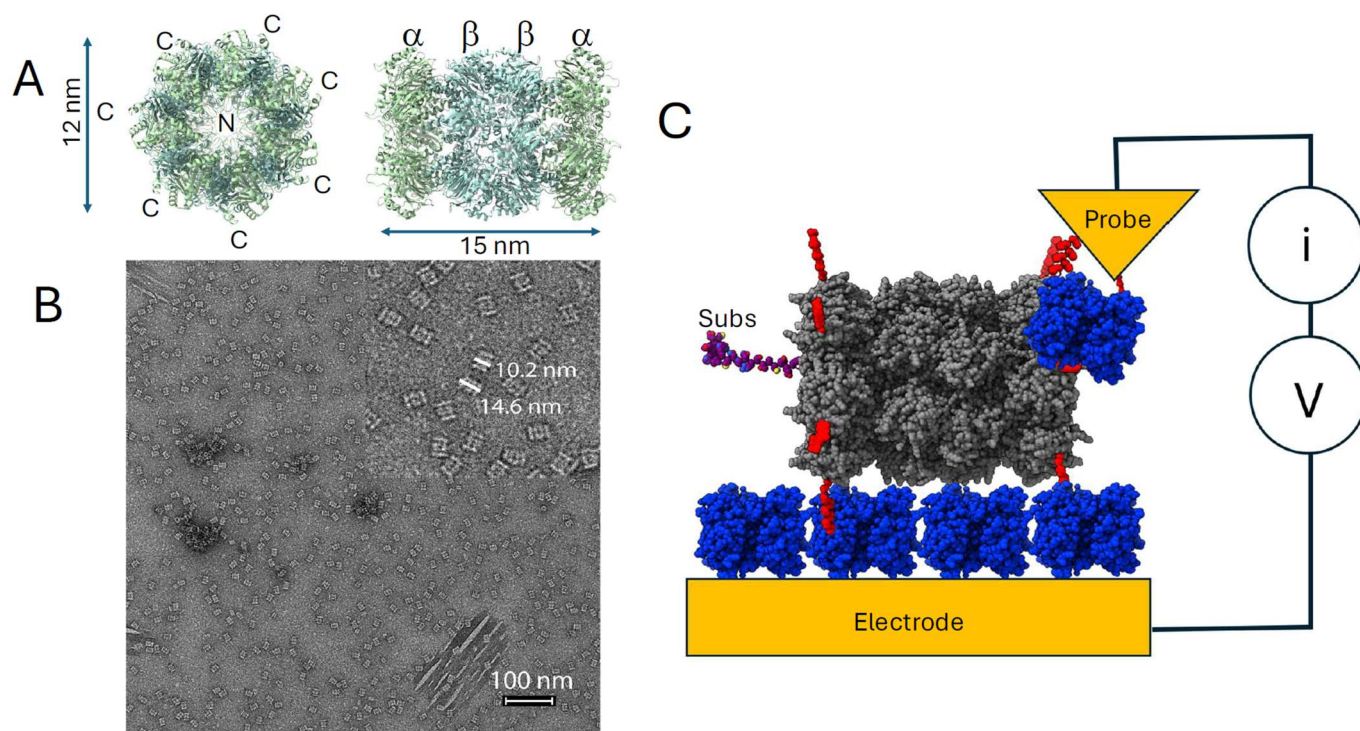 A
12 nm
C
C
C
C
C
C
C
N
α β β α
15 nm
B
10.2 nm
14.6 nm
100 nm
C
Subs
Probe
i
V
Electrode